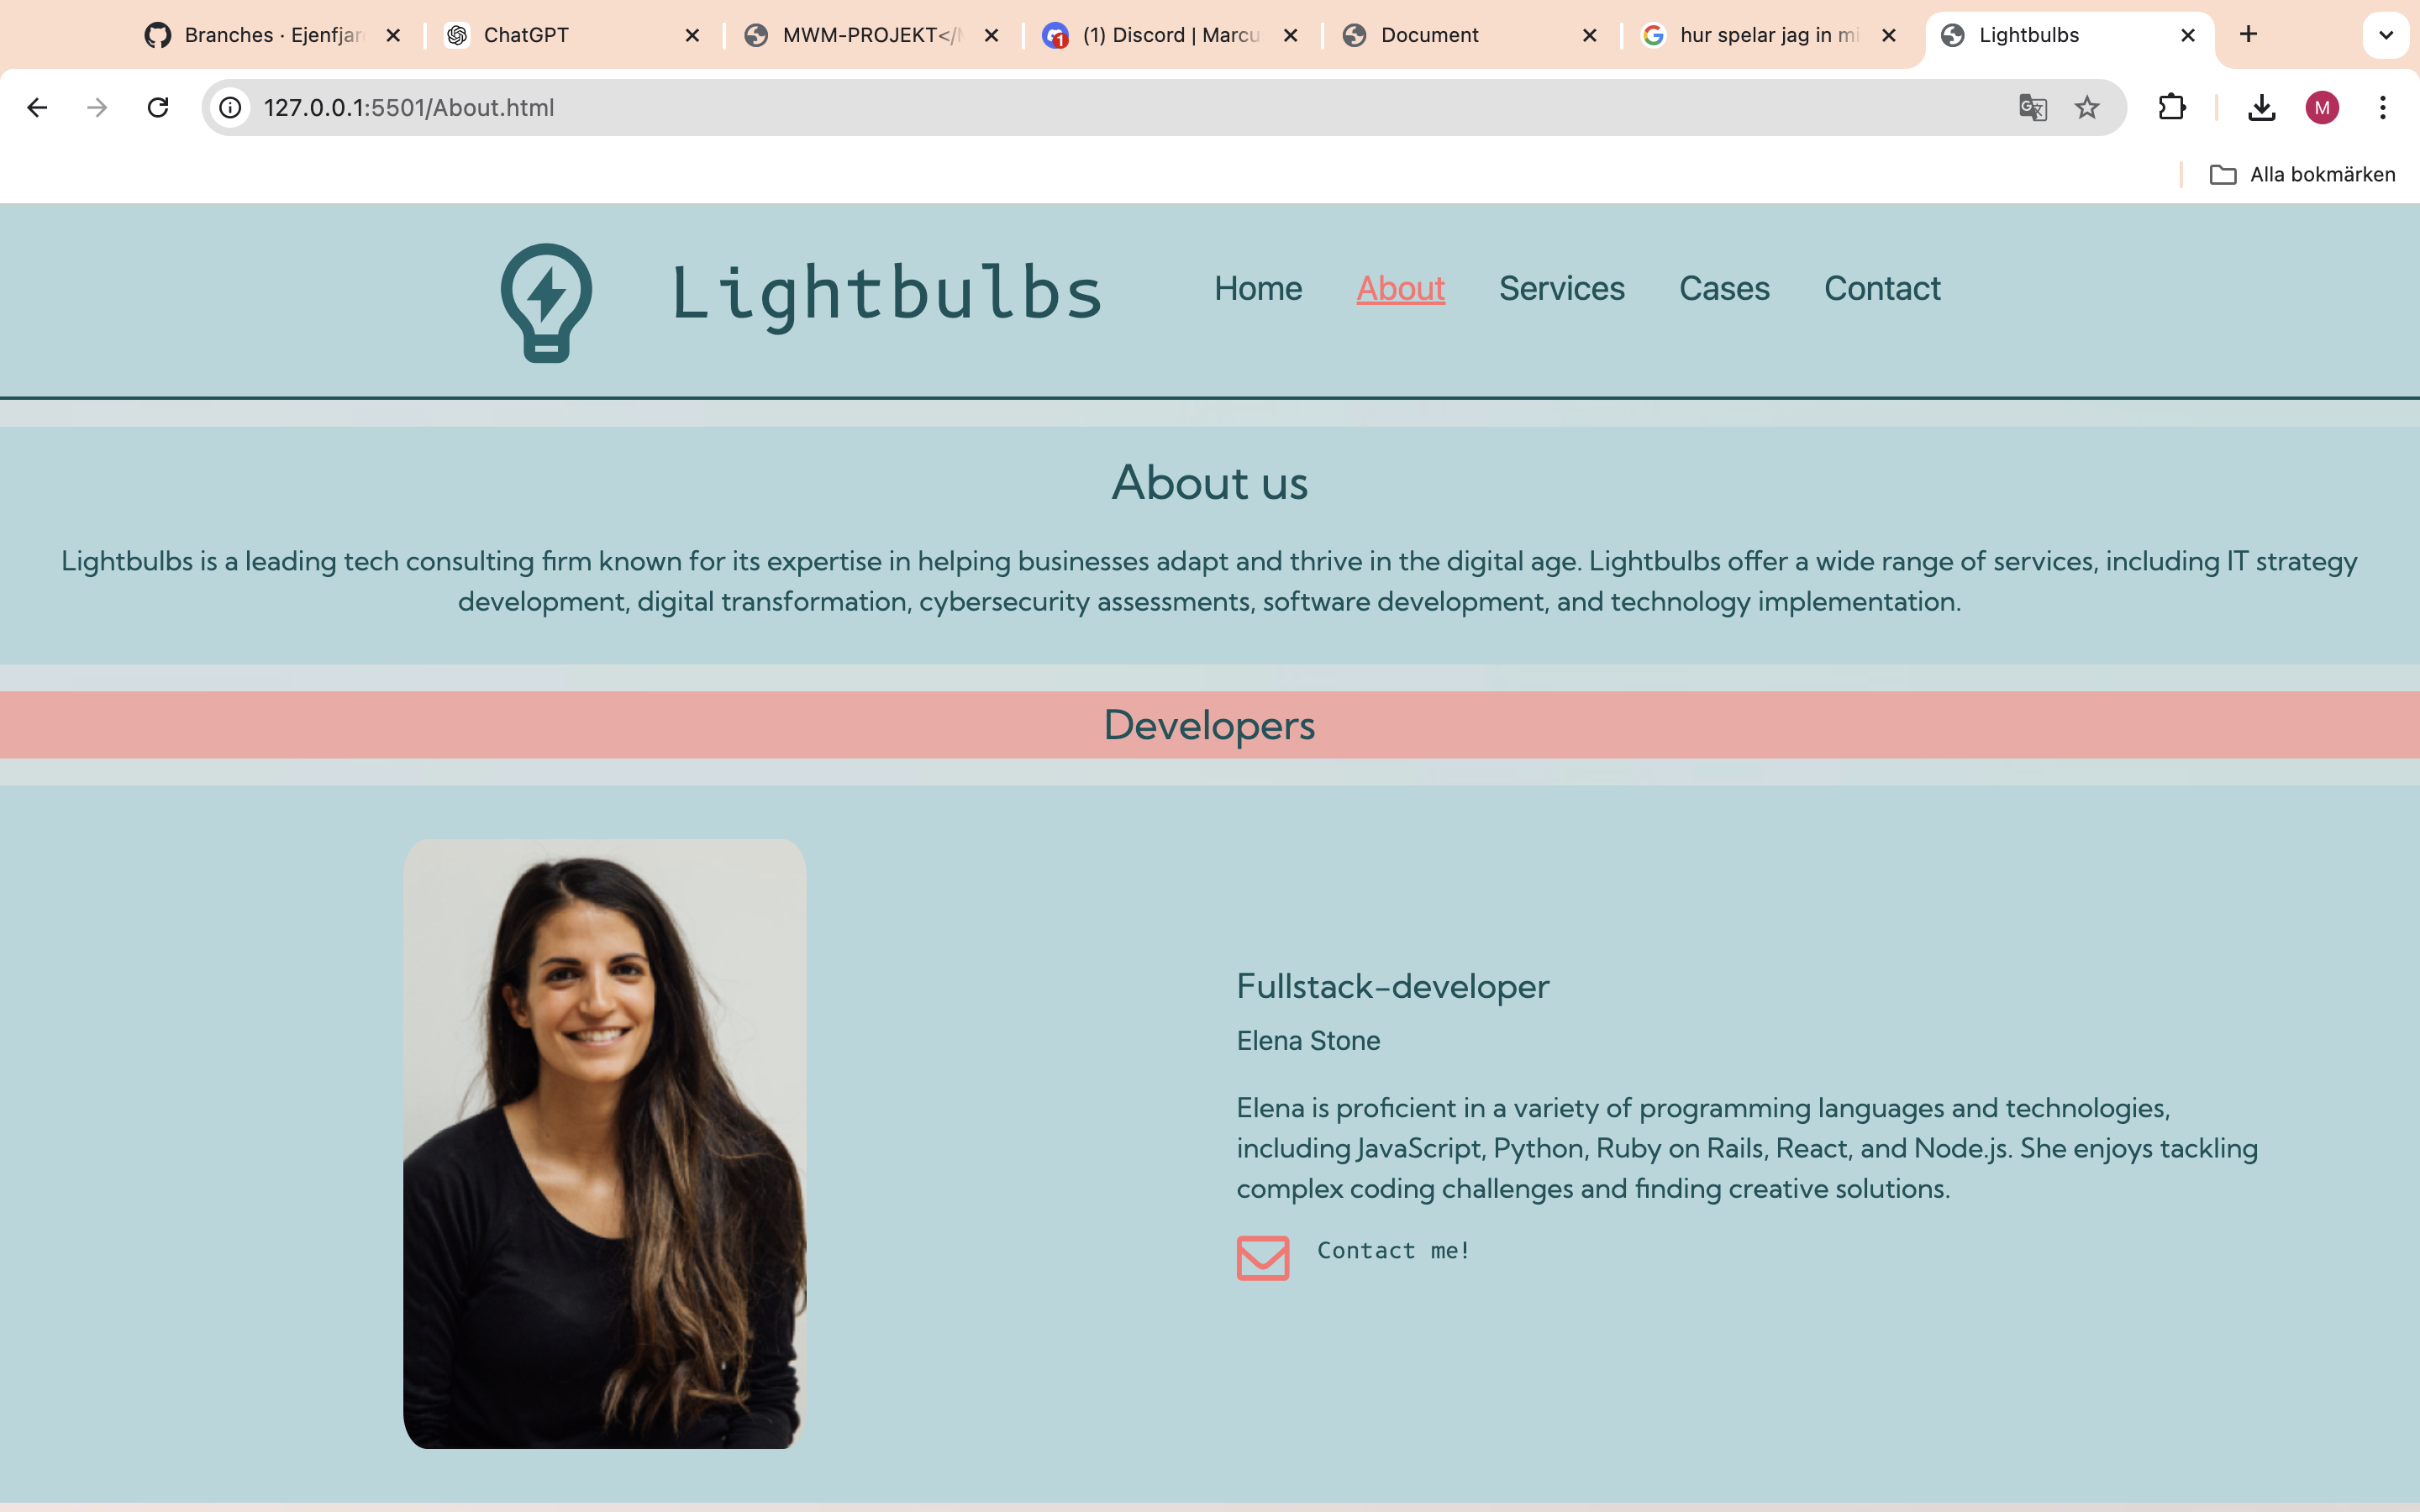 Branches · Ejenfjar
ChatGPT
MWM-PROJEKT</
(1) Discord | Marcu
Document
hur spelar jag in mi
Lightbulbs
127.0.0.1:5501/About.html
M
Alla bokmärken
Lightbulbs
Home
About
Services
Cases
Contact
About us
Lightbulbs is a leading tech consulting firm known for its expertise in helping businesses adapt and thrive in the digital age. Lightbulbs offer a wide range of services, including IT strategy
development, digital transformation, cybersecurity assessments, software development, and technology implementation.
Developers
Fullstack-developer
Elena Stone
Elena is proficient in a variety of programming languages and technologies,
including JavaScript, Python, Ruby on Rails, React, and Node.js. She enjoys tackling
complex coding challenges and finding creative solutions.
Contact me!